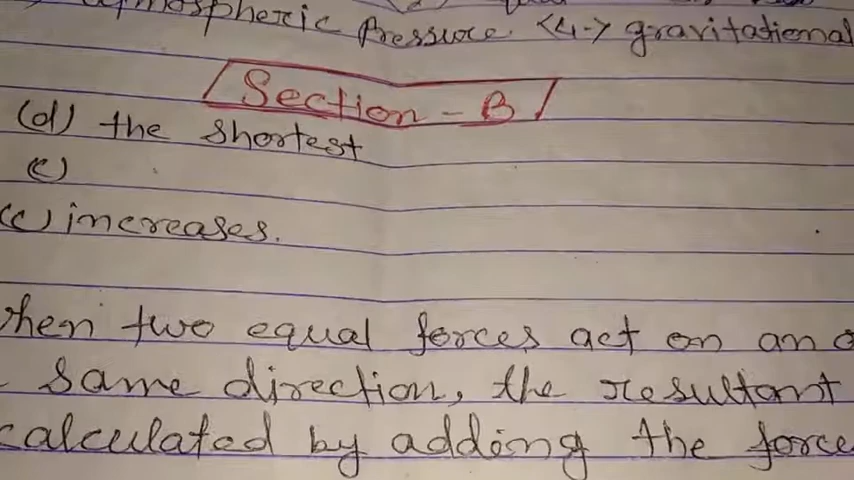 Atmospheric Pressure. <4.> gravitational
Section - B
(d) the shortest
(c)
(c) increases.
when two equal forces act on an
same direction, the resultant
calculated by adding the force